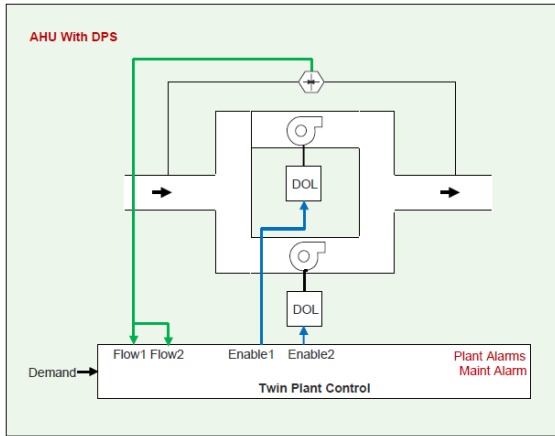 AHU With DPS
DOL
DOL
Flow1 Flow2 Enable1 Enable2 Plant Alarms
Maint Alarm
Demand
Twin Plant Control